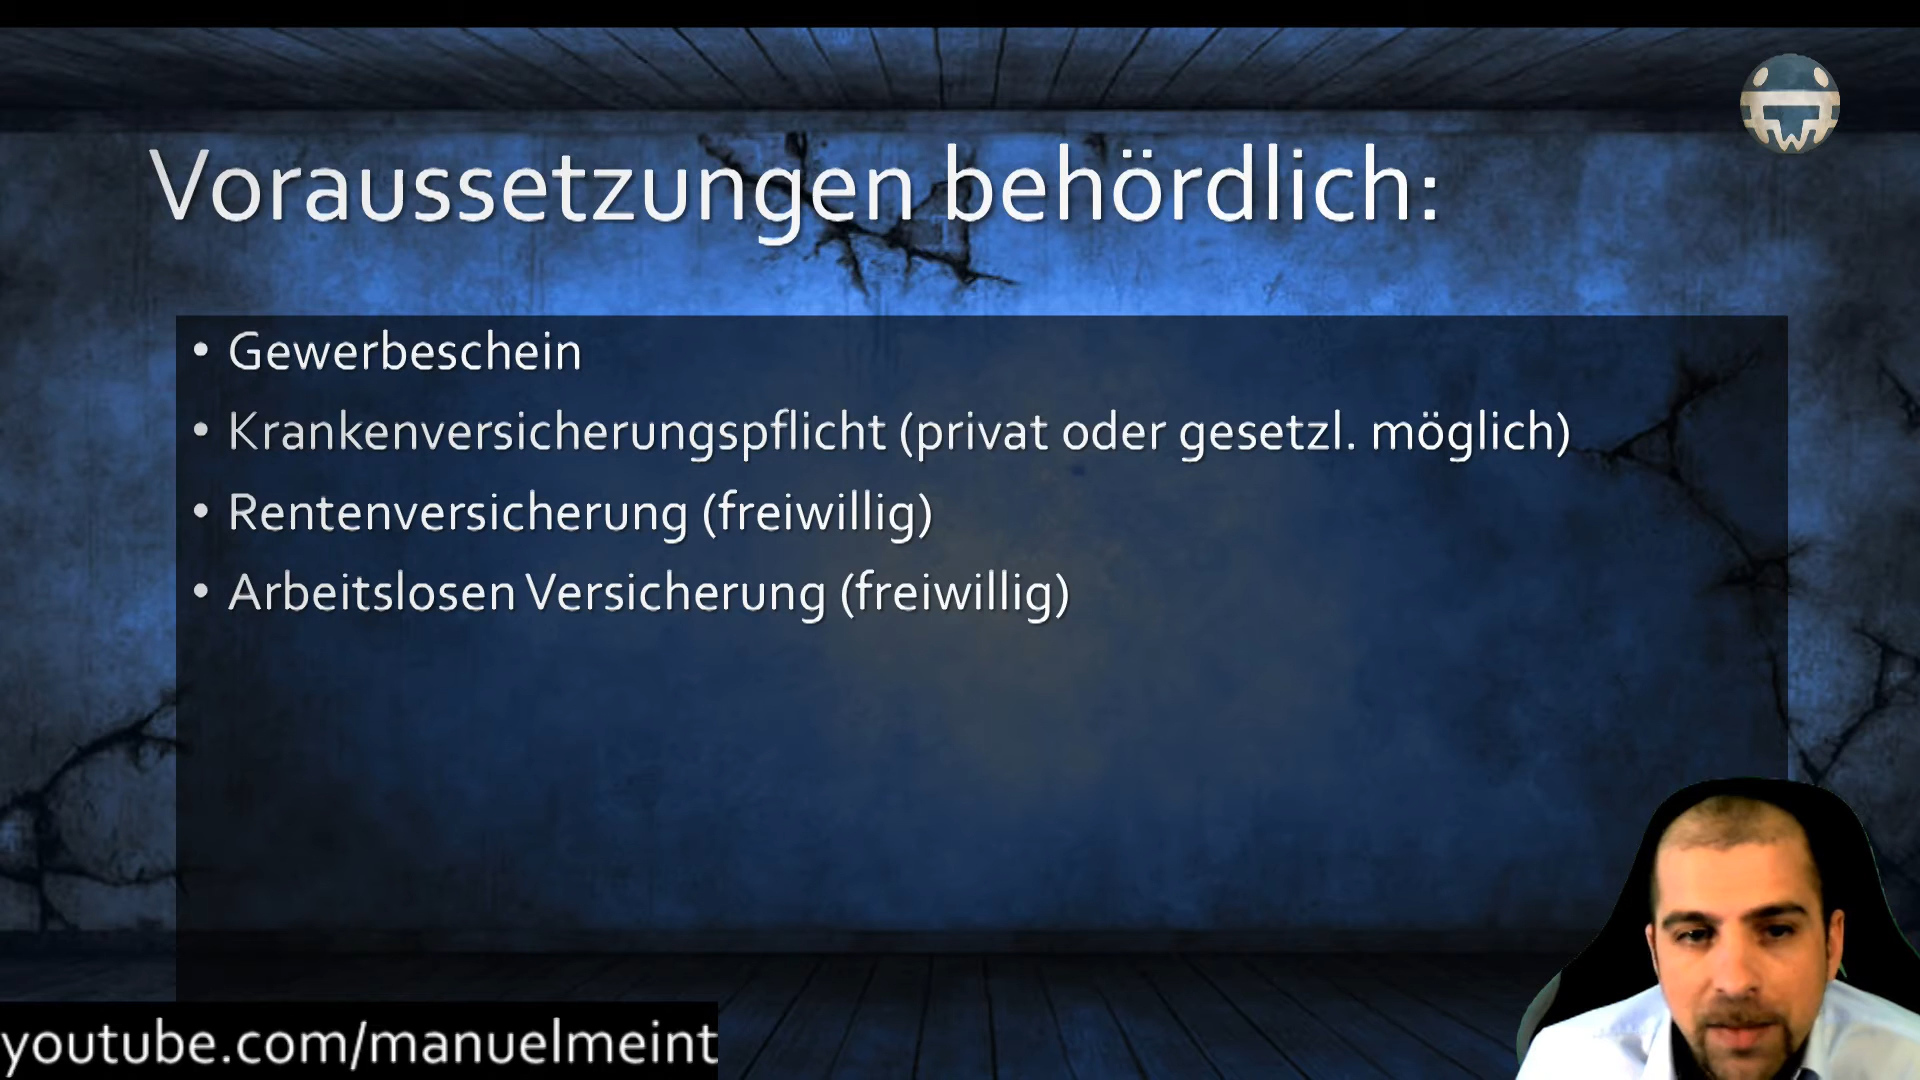 Voraussetzungen behördlich:
• Gewerbeschein
• Krankenversicherungspflicht (privat oder gesetzl. möglich)
• Rentenversicherung (freiwillig)
• Arbeitslosen Versicherung (freiwillig)
youtube.com/manuelmeint